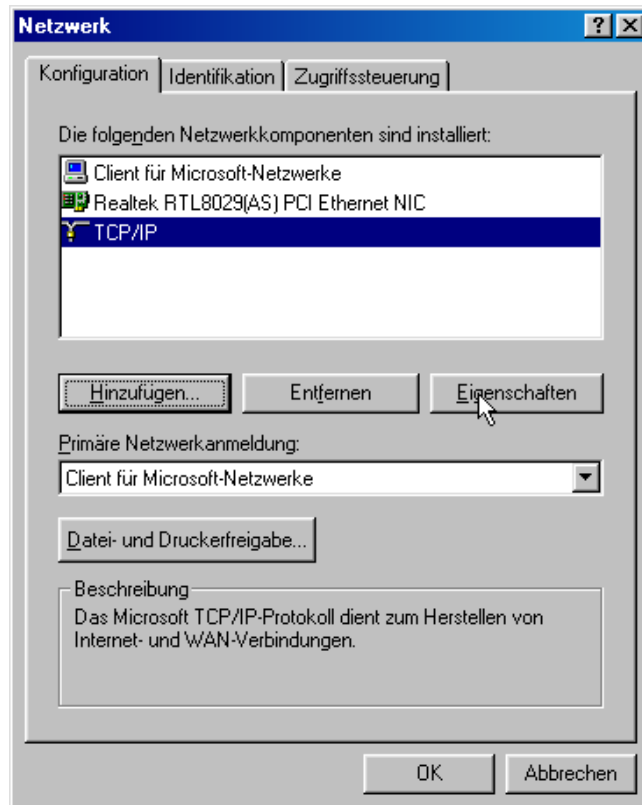 Netzwerk
Konfiguration Identifikation Zugriffssteuerung
Die folgenden Netzwerkkomponenten sind installiert:
Client für Microsoft-Netzwerke
Realtek RTL8029(AS) PCI Ethernet NIC
TCP/IP
Hinzufügen... Entfernen Eigenschaften
Primäre Netzwerkanmeldung:
Client für Microsoft-Netzwerke
Datei- und Druckerfreigabe...
Beschreibung
Das Microsoft TCP/IP-Protokoll dient zum Herstellen von
Internet- und WAN-Verbindungen.
OK Abbrechen